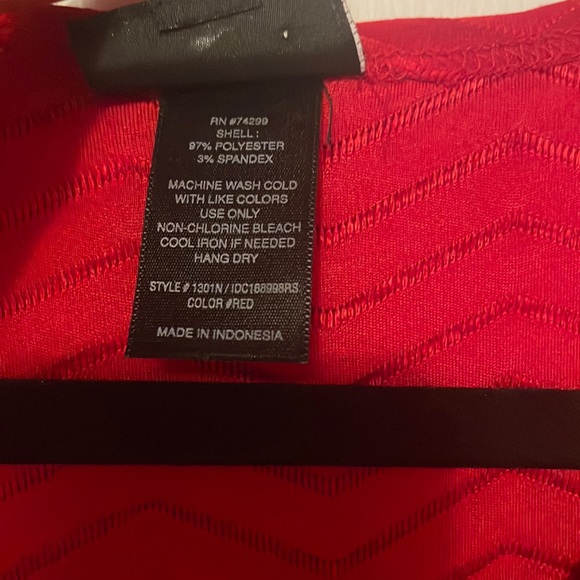 RN #74299
SHELL :
97% POLYESTER
3% SPANDEX
MACHINE WASH COLD
WITH LIKE COLORS
USE ONLY
NON-CHLORINE BLEACH
COOL IRON IF NEEDED
HANG DRY
STYLE # 1301N / IDC168998RS
COLOR #RED
MADE IN INDONESIA